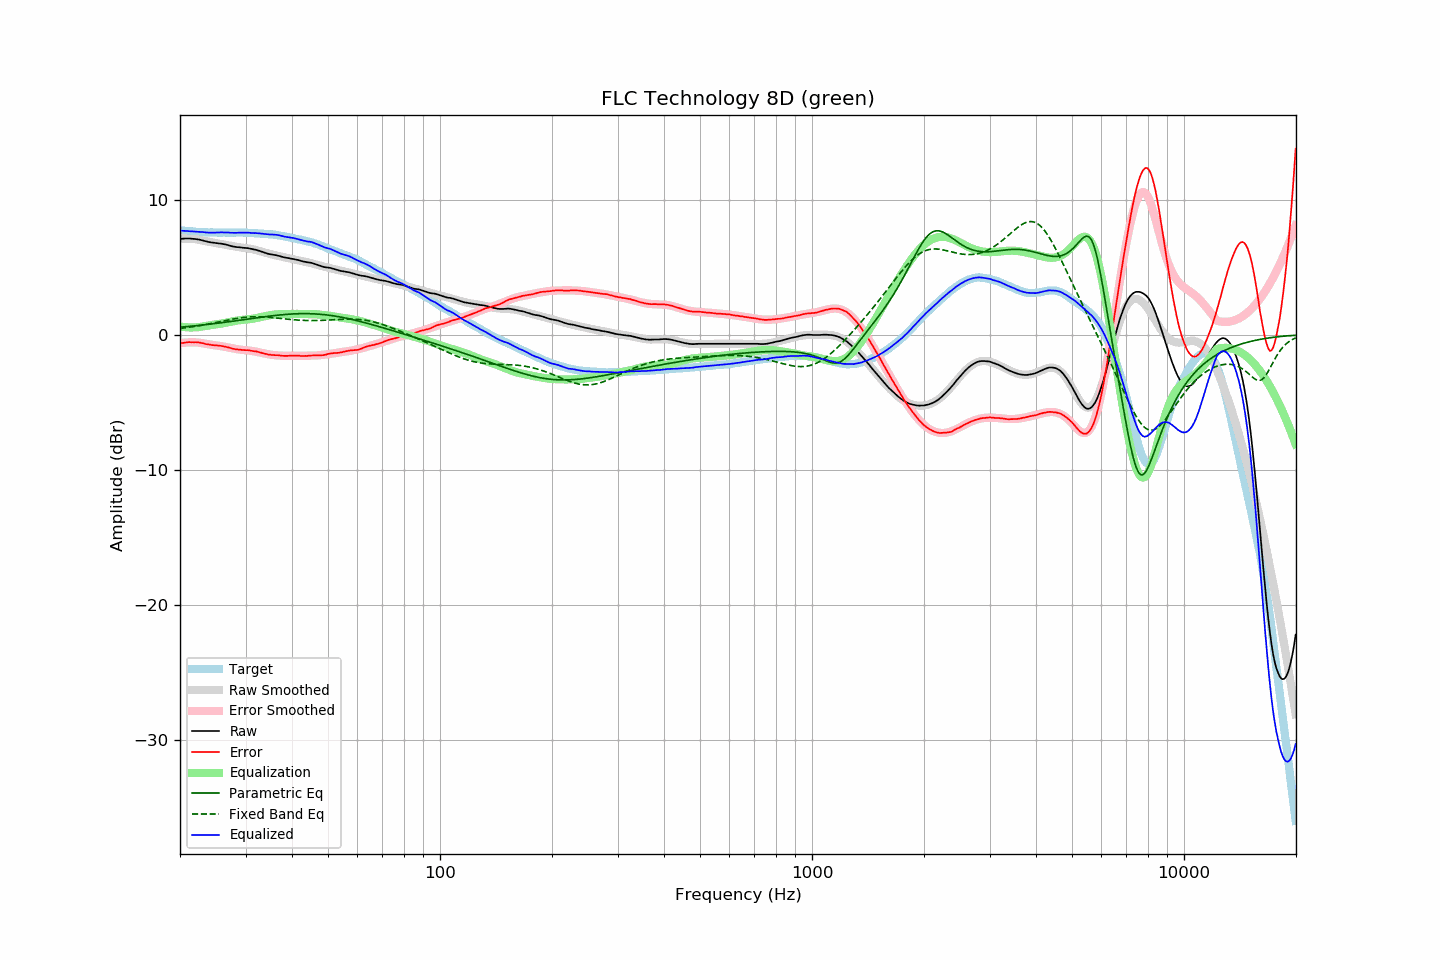 FLC Technology 8D (green)
Amplitude (dBr)
10
0
−10
−20
−30
Target
Raw Smoothed
Error Smoothed
Raw
Error
Equalization
Parametric Eq
Fixed Band Eq
Equalized
100
1000
10000
Frequency (Hz)